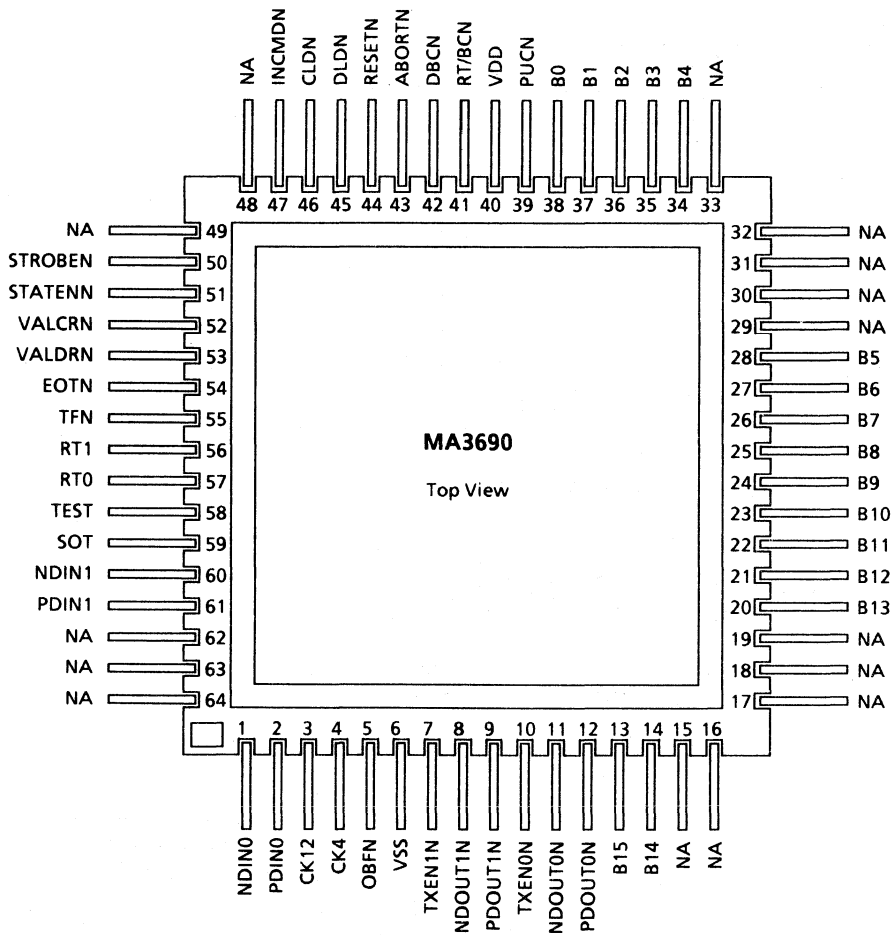 NA INCMDN CLDN DLDN RESETN ABORTN DBCN RT/BCN VDD PUCN B0 B1 B2 B3 B4 NA
48 47 46 45 44 43 42 41 40 39 38 37 36 35 34 33
NA 49 32 NA
STROBEN 50 31 NA
STATENN 51 30 NA
VALCRN 52 29 NA
VALDRN 53 28 B5
EOTN 54 27 B6
TFN 55 26 B7
RT1 56 25 B8
RT0 57 24 B9
TEST 58 23 B10
SOT 59 22 B11
NDIN1 60 21 B12
PDIN1 61 20 B13
NA 62 19 NA
NA 63 18 NA
NA 64 17 NA
MA3690
Top View
1 2 3 4 5 6 7 8 9 10 11 12 13 14 15 16
NDIN0 PDIN0 CK12 CK4 OBFN VSS TXEN1N NDOUT1N PDOUT1N TXEN0N NDOUT0N PDOUT0N B15 B14 NA NA